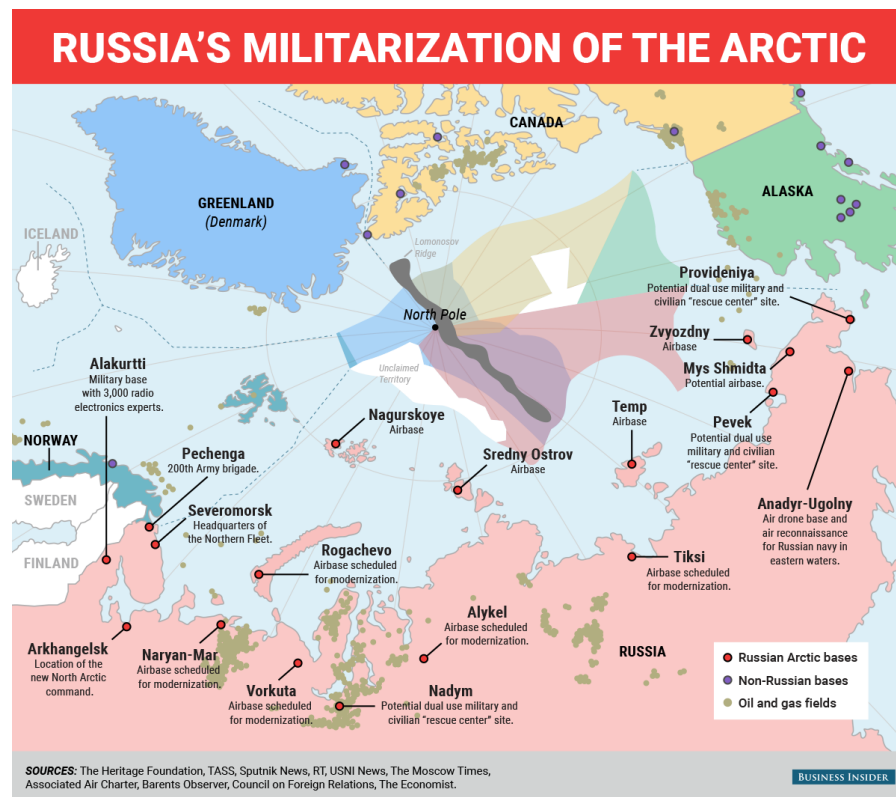 RUSSIA'S MILITARIZATION OF THE ARCTIC
CANADA
GREENLAND
(Denmark)
ALASKA
ICELAND
Lomonosov
Ridge
North Pole
Unclaimed
Territory
Provideniya
Potential dual use military and
civilian "rescue center" site.
Zvyozdny
Airbase
Mys Shmidta
Potential airbase.
Pevek
Potential dual use
military and civilian
"rescue center" site.
Anadyr-Ugolny
Air drone base and
air reconnaissance
for Russian navy in
eastern waters.
Alakurtti
Military base
with 3,000 radio
electronics experts.
Nagurskoye
Airbase
Temp
Airbase
Sredny Ostrov
Airbase
NORWAY
Pechenga
200th Army brigade.
SWEDEN
Severomorsk
Headquarters of
the Northern Fleet.
FINLAND
Rogachevo
Airbase scheduled
for modernization.
Tiksi
Airbase scheduled
for modernization.
Alykel
Airbase scheduled
for modernization.
Arkhangelsk
Location of the
new North Arctic
command.
Naryan-Mar
Airbase scheduled
for modernization.
Vorkuta
Airbase scheduled
for modernization.
Nadym
Potential dual use military and
civilian "rescue center" site.
RUSSIA
Russian Arctic bases
Non-Russian bases
Oil and gas fields
SOURCES: The Heritage Foundation, TASS, Sputnik News, RT, USNI News, The Moscow Times,
Associated Air Charter, Barents Observer, Council on Foreign Relations, The Economist.
BUSINESS INSIDER